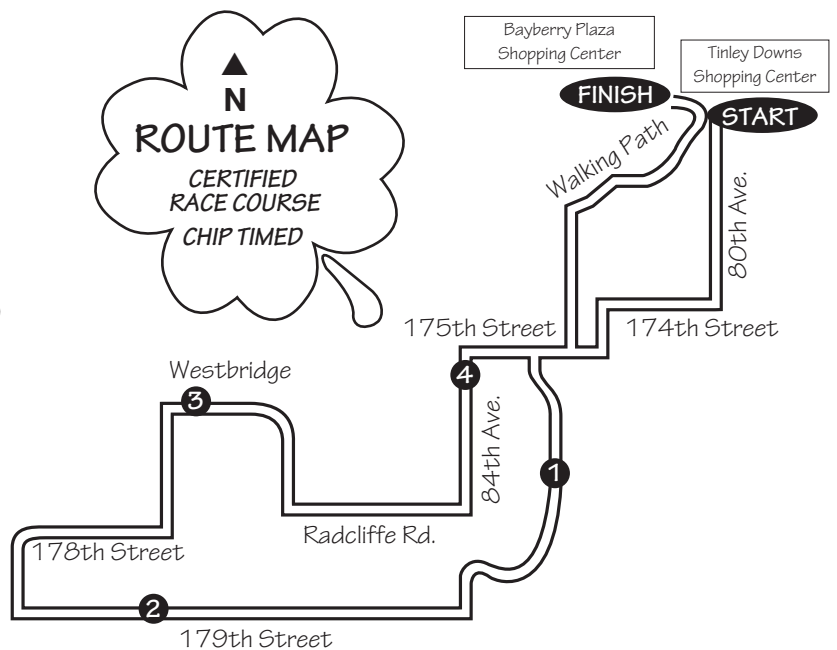 Bayberry Plaza
Shopping Center
Tinley Downs
Shopping Center
FINISH
START
N
ROUTE MAP
CERTIFIED
RACE COURSE
CHIP TIMED
Walking Path
80th Ave.
175th Street
174th Street
Westbridge
4
3
84th Ave.
1
Radcliffe Rd.
178th Street
2
179th Street